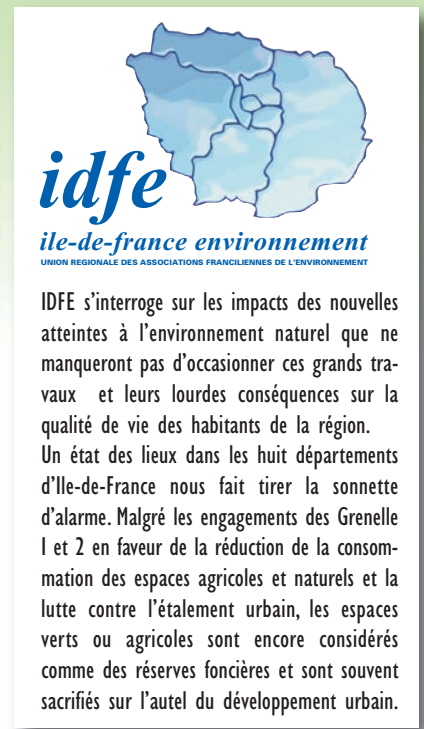 idfe
ile-de-france environnement
UNION REGIONALE DES ASSOCIATIONS FRANCILIENNES DE L'ENVIRONNEMENT
IDFE s'interroge sur les impacts des nouvelles
atteintes à l'environnement naturel que ne
manqueront pas d'occasionner ces grands tra-
vaux et leurs lourdes conséquences sur la
qualité de vie des habitants de la région.
Un état des lieux dans les huit départements
d'Ile-de-France nous fait tirer la sonnette
d'alarme. Malgré les engagements des Grenelle
1 et 2 en faveur de la réduction de la consom-
mation des espaces agricoles et naturels et la
lutte contre l'étalement urbain, les espaces
verts ou agricoles sont encore considérés
comme des réserves foncières et sont souvent
sacrifiés sur l'autel du développement urbain.